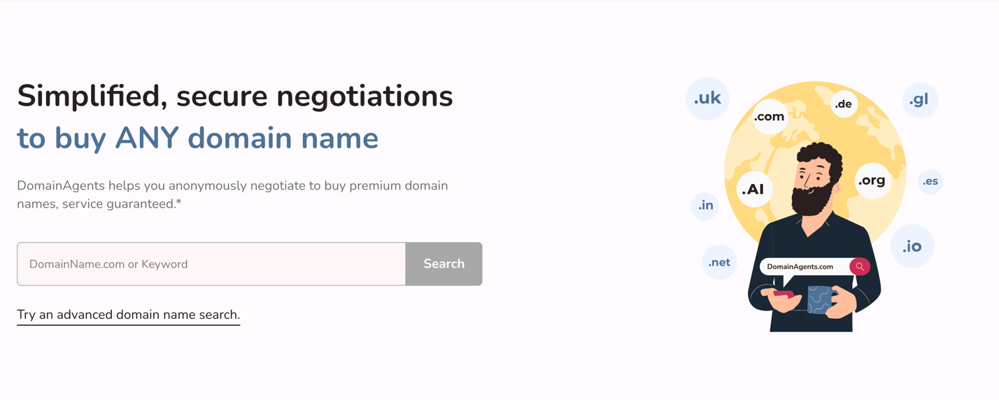 Simplified, secure negotiations
to buy ANY domain name
DomainAgents helps you anonymously negotiate to buy premium domain
names, service guaranteed.*
DomainName.com or Keyword
Search
Try an advanced domain name search.
.uk
.com
.de
.gl
.AI
.org
.es
.in
.io
.net
DomainAgents.com